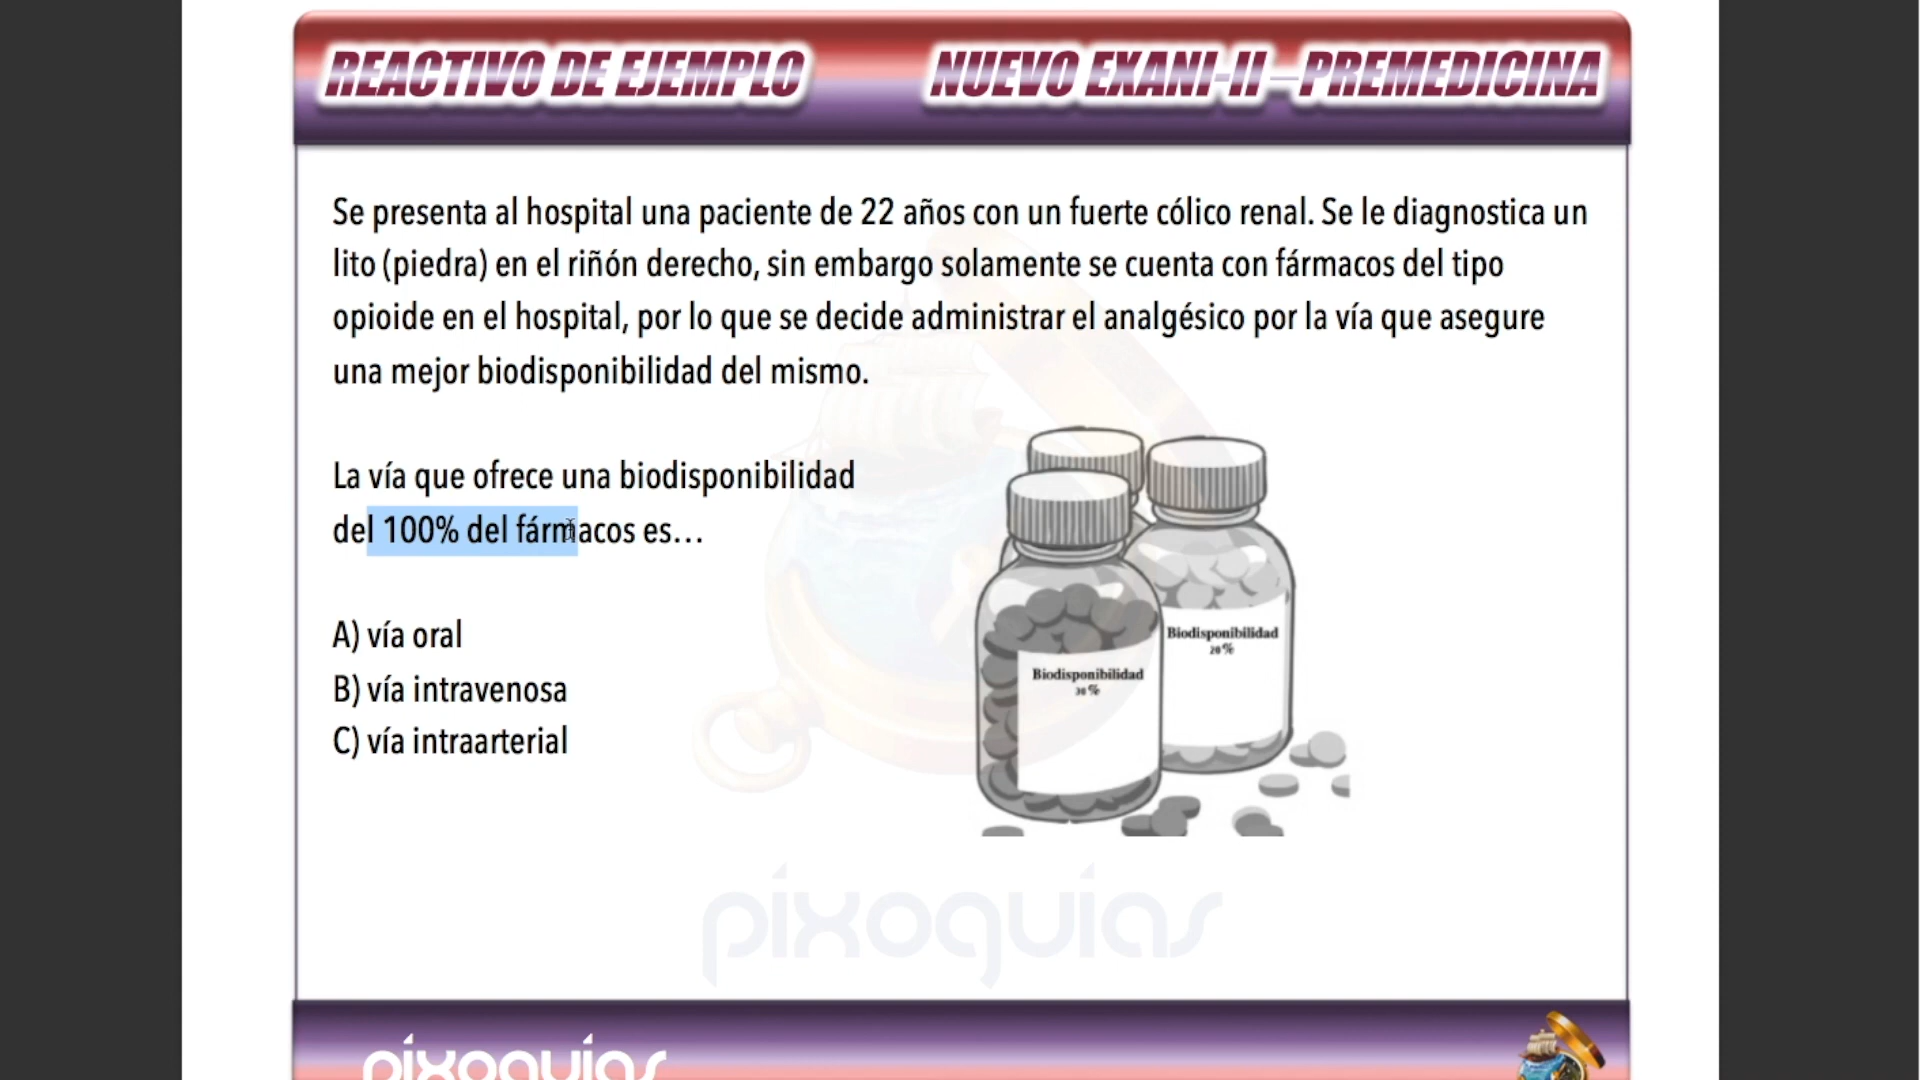 REACTIVO DE EJEMPLO NUEVO EXANI-II – PREMEDICINA
Se presenta al hospital una paciente de 22 años con un fuerte cólico renal. Se le diagnostica un
lito (piedra) en el riñón derecho, sin embargo solamente se cuenta con fármacos del tipo
opioide en el hospital, por lo que se decide administrar el analgésico por la vía que asegure
una mejor biodisponibilidad del mismo.
La vía que ofrece una biodisponibilidad
del 100% del fármacos es...
A) vía oral
B) vía intravenosa
C) vía intraarterial
Biodisponibilidad
20%
Biodisponibilidad
30%
pixoguias
pixoguias